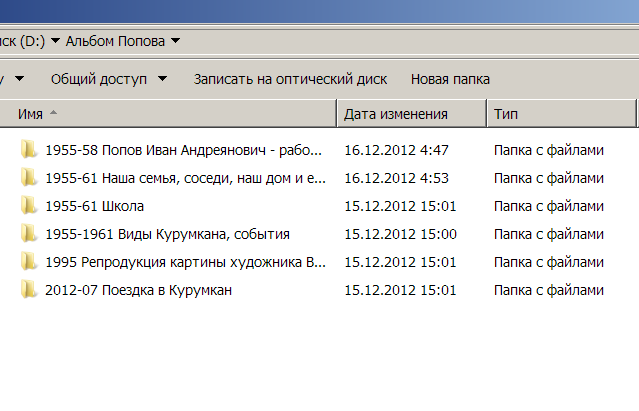 иск (D:) Альбом Попова
у Общий доступ Записать на оптический диск Новая папка
Имя Дата изменения Тип
1955-58 Попов Иван Андреянович - рабо... 16.12.2012 4:47 Папка с файлами
1955-61 Наша семья, соседи, наш дом и е... 16.12.2012 4:53 Папка с файлами
1955-61 Школа 15.12.2012 15:01 Папка с файлами
1955-1961 Виды Курумкана, события 15.12.2012 15:00 Папка с файлами
1995 Репродукция картины художника В... 15.12.2012 15:01 Папка с файлами
2012-07 Поездка в Курумкан 15.12.2012 15:01 Папка с файлами